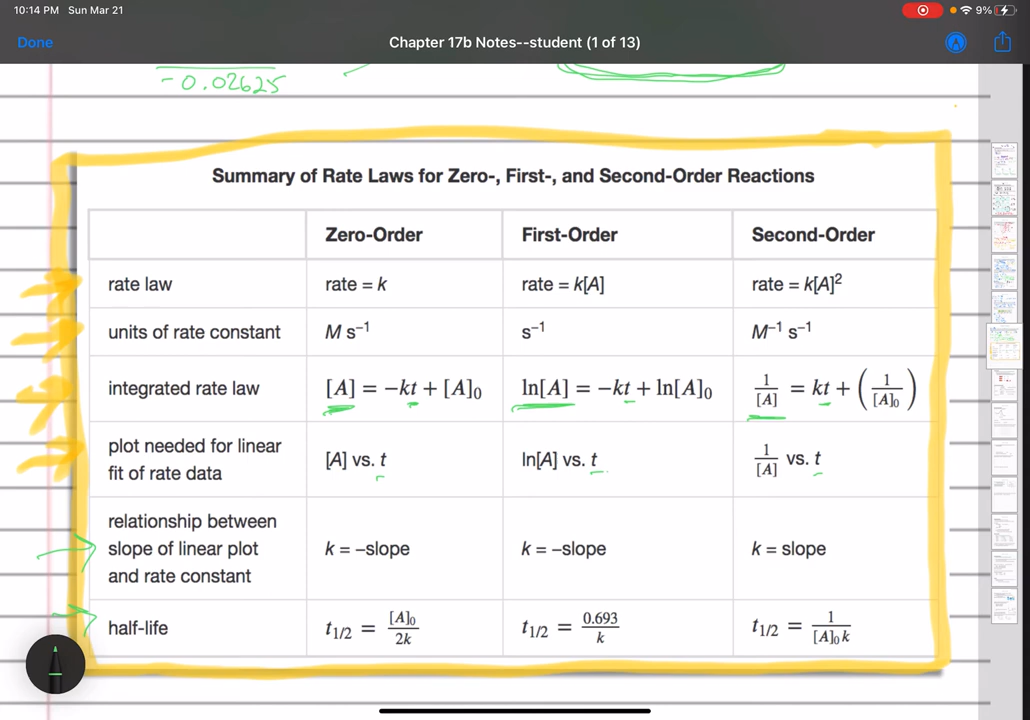 10:14 PM Sun Mar 21
9%
Done
Chapter 17b Notes--student (1 of 13)
-0.02625
Summary of Rate Laws for Zero-, First-, and Second-Order Reactions
Zero-Order First-Order Second-Order
rate law rate = k rate = k[A] rate = k[A]²
units of rate constant M s⁻¹ s⁻¹ M⁻¹ s⁻¹
integrated rate law [A] = −kt + [A]₀ ln[A] = −kt + ln[A]₀ 1/[A] = kt + (1/[A]₀)
plot needed for linear
fit of rate data [A] vs. t ln[A] vs. t 1/[A] vs. t
relationship between
slope of linear plot k = −slope k = −slope k = slope
and rate constant
half-life t₁/₂ = [A]₀/2k t₁/₂ = 0.693/k t₁/₂ = 1/[A]₀k